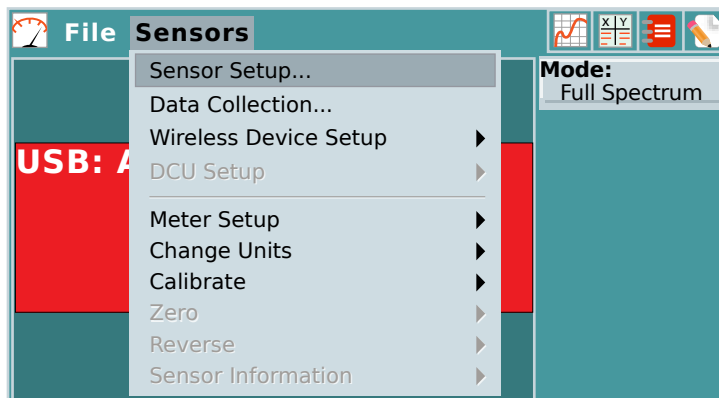 File Sensors
X Y
Sensor Setup...
Data Collection...
Wireless Device Setup
DCU Setup
Meter Setup
Change Units
Calibrate
Zero
Reverse
Sensor Information
USB:
Mode:
Full Spectrum